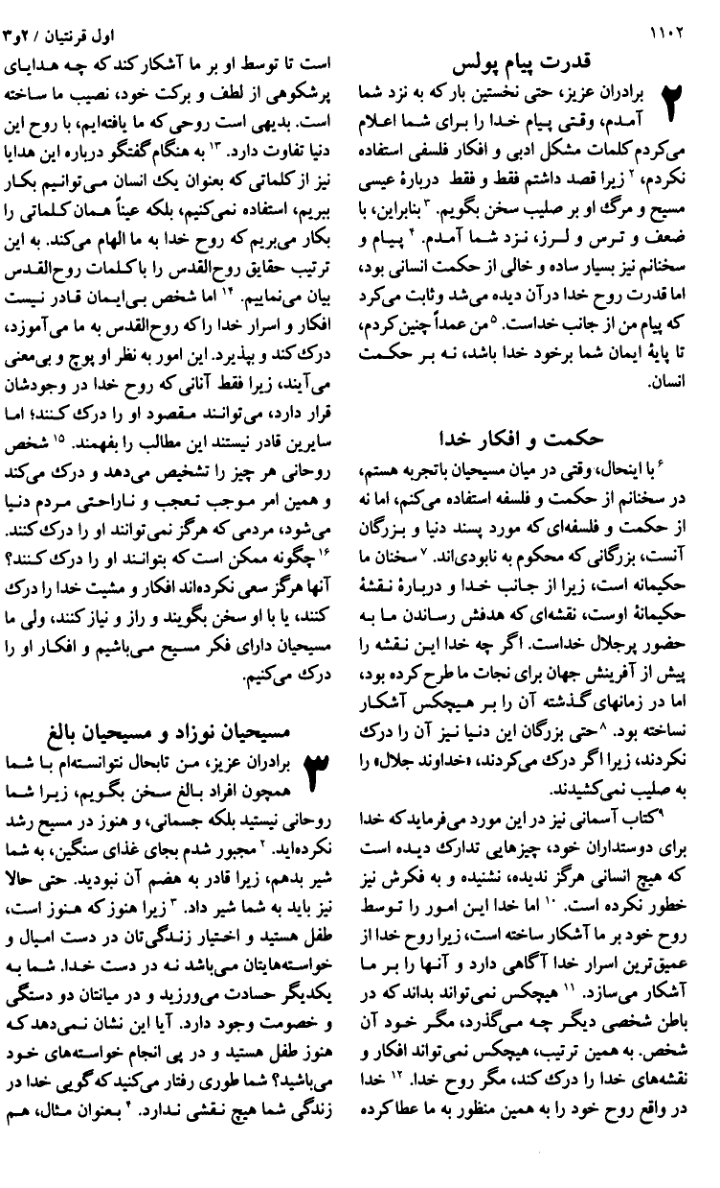 ۱۱۰۲
اول قرنتیان / ۲و۳
قدرت پیام پولس
۲ برادران عزیز، حتی نخستین بار که به نزد شما
آمدم، وقتی پیام خدا را برای شما اعلام
می‌کردم کلمات مشکل ادبی و افکار فلسفی استفاده
نکردم، ۲ زیرا قصد داشتم فقط و فقط دربارهٔ عیسی
مسیح و مرگ او بر صلیب سخن بگویم. ۳ بنابراین، با
ضعف و ترس و لرز، نزد شما آمدم. ۴ پیام و
سخنانم نیز بسیار ساده و خالی از حکمت انسانی بود،
اما قدرت روح خدا درآن دیده می‌شد وثابت می‌کرد
که پیام من از جانب خداست. ۵ من عمداً چنین کردم،
تا پایهٔ ایمان شما برخود خدا باشد، نه بر حکمت
انسان.
حکمت و افکار خدا
۶ با اینحال، وقتی در میان مسیحیان باتجربه هستم،
در سخنانم از حکمت و فلسفه استفاده می‌کنم، اما نه
از حکمت و فلسفه‌ای که مورد پسند دنیا و بزرگان
آنست، بزرگانی که محکوم به نابودی‌اند. ۷ سخنان ما
حکیمانه است، زیرا از جانب خدا و دربارهٔ نقشهٔ
حکیمانهٔ اوست، نقشه‌ای که هدفش رساندن ما به
حضور پرجلال خداست. اگر چه خدا این نقشه را
پیش از آفرینش جهان برای نجات ما طرح کرده بود،
اما در زمانهای گذشته آن را بر هیچکس آشکار
نساخته بود. ۸ حتی بزرگان این دنیا نیز آن را درک
نکردند، زیرا اگر درک می‌کردند، «خداوند جلال» را
به صلیب نمی‌کشیدند.
۹ کتاب آسمانی نیز در این مورد می‌فرماید که خدا
برای دوستداران خود، چیزهایی تدارک دیده است
که هیچ انسانی هرگز ندیده، نشنیده و به فکرش نیز
خطور نکرده است. ۱۰ اما خدا این امور را توسط
روح خود بر ما آشکار ساخته است، زیرا روح خدا از
عمیق‌ترین اسرار خدا آگاهی دارد و آنها را بر ما
آشکار می‌سازد. ۱۱ هیچکس نمی‌تواند بداند که در
باطن شخصی دیگر چه می‌گذرد، مگر خود آن
شخص. به همین ترتیب، هیچکس نمی‌تواند افکار و
نقشه‌های خدا را درک کند، مگر روح خدا. ۱۲ خدا
در واقع روح خود را به همین منظور به ما عطا کرده
است تا توسط او بر ما آشکار کند که چه هدایای
پرشکوهی از لطف و برکت خود، نصیب ما ساخته
است. بدیهی است روحی که ما یافته‌ایم، با روح این
دنیا تفاوت دارد. ۱۳ به هنگام گفتگو درباره این هدایا
نیز از کلماتی که بعنوان یک انسان می‌توانیم بکار
ببریم، استفاده نمی‌کنیم، بلکه عیناً همان کلماتی را
بکار می‌بریم که روح خدا به ما الهام می‌کند. به این
ترتیب حقایق روح‌القدس را با کلمات روح‌القدس
بیان می‌نماییم. ۱۴ اما شخص بی‌ایمان قادر نیست
افکار و اسرار خدا را که روح‌القدس به ما می‌آموزد،
درک کند و بپذیرد. این امور به نظر او پوچ و بی‌معنی
می‌آیند، زیرا فقط آنانی که روح خدا در وجودشان
قرار دارد، می‌توانند مقصود او را درک کنند؛ اما
سایرین قادر نیستند این مطالب را بفهمند. ۱۵ شخص
روحانی هر چیز را تشخیص می‌دهد و درک می‌کند
و همین امر موجب تعجب و ناراحتی مردم دنیا
می‌شود، مردمی که هرگز نمی‌توانند او را درک کنند.
۱۶ چگونه ممکن است که بتوانند او را درک کنند؟
آنها هرگز سعی نکرده‌اند افکار و مشیت خدا را درک
کنند، یا با او سخن بگویند و راز و نیاز کنند، ولی ما
مسیحیان دارای فکر مسیح می‌باشیم و افکار او را
درک می‌کنیم.
مسیحیان نوزاد و مسیحیان بالغ
۳ برادران عزیز، من تابحال نتوانسته‌ام با شما
همچون افراد بالغ سخن بگویم، زیرا شما
روحانی نیستید بلکه جسمانی، و هنوز در مسیح رشد
نکرده‌اید. ۲ مجبور شدم بجای غذای سنگین، به شما
شیر بدهم، زیرا قادر به هضم آن نبودید. حتی حالا
نیز باید به شما شیر داد. ۳ زیرا هنوز که هنوز است،
طفل هستید و اختیار زندگی‌تان در دست امیال و
خواسته‌هایتان می‌باشد نه در دست خدا. شما به
یکدیگر حسادت می‌ورزید و در میانتان دو دستگی
و خصومت وجود دارد. آیا این نشان نمی‌دهد که
هنوز طفل هستید و در پی انجام خواسته‌های خود
می‌باشید؟ شما طوری رفتار می‌کنید که گویی خدا در
زندگی شما هیچ نقشی ندارد. ۴ بعنوان مثال، هم